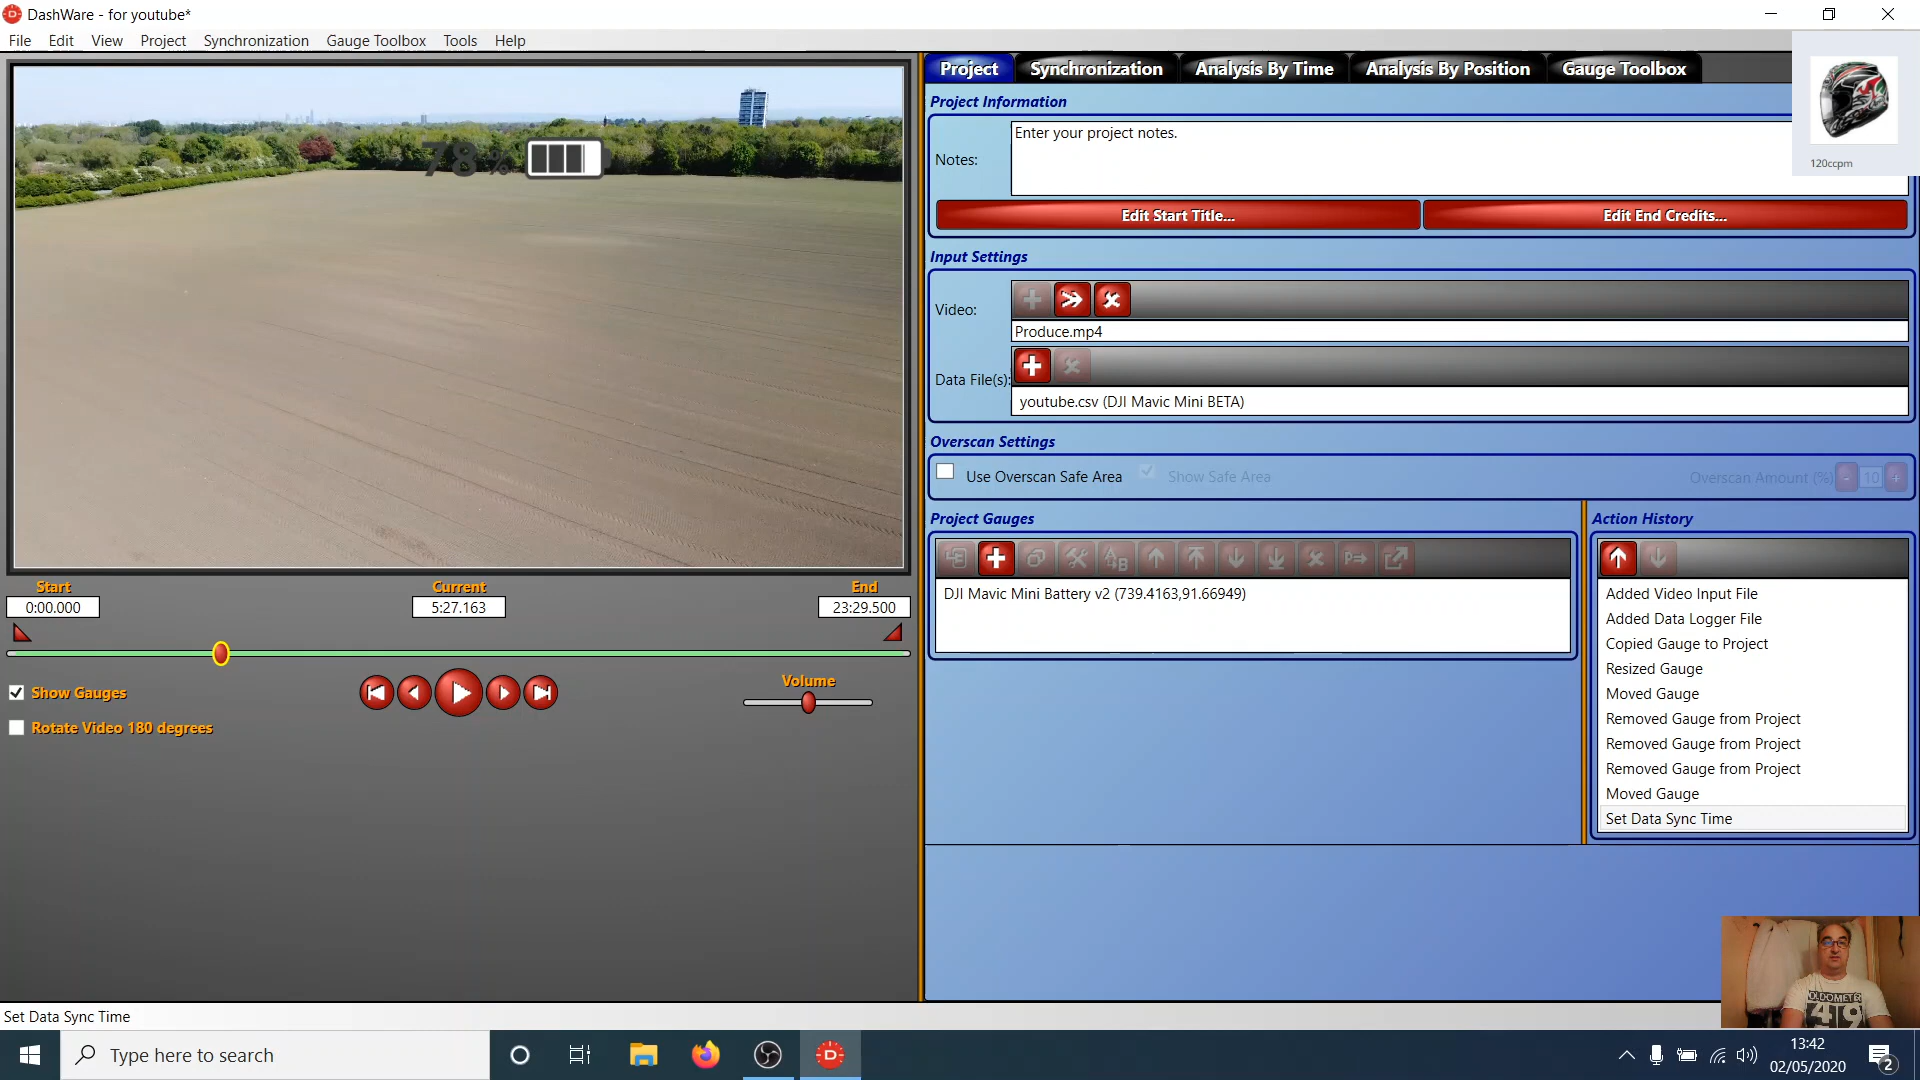 DashWare - for youtube*
File Edit View Project Synchronization Gauge Toolbox Tools Help
Project Synchronization Analysis By Time Analysis By Position Gauge Toolbox
120ccpm
Project Information
Notes: Enter your project notes.
Edit Start Title... Edit End Credits...
Input Settings
Video:
Produce.mp4
Data File(s):
youtube.csv (DJI Mavic Mini BETA)
Overscan Settings
Use Overscan Safe Area Show Safe Area Overscan Amount (%) - 10 +
Project Gauges
DJI Mavic Mini Battery v2 (739.4163,91.66949)
Action History
Added Video Input File
Added Data Logger File
Copied Gauge to Project
Resized Gauge
Moved Gauge
Removed Gauge from Project
Removed Gauge from Project
Removed Gauge from Project
Moved Gauge
Set Data Sync Time
78%
Start Current End
0:00.000 5:27.163 23:29.500
Show Gauges
Rotate Video 180 degrees
Volume
OLDOMETER
49
Set Data Sync Time
Type here to search
13:42
02/05/2020
2